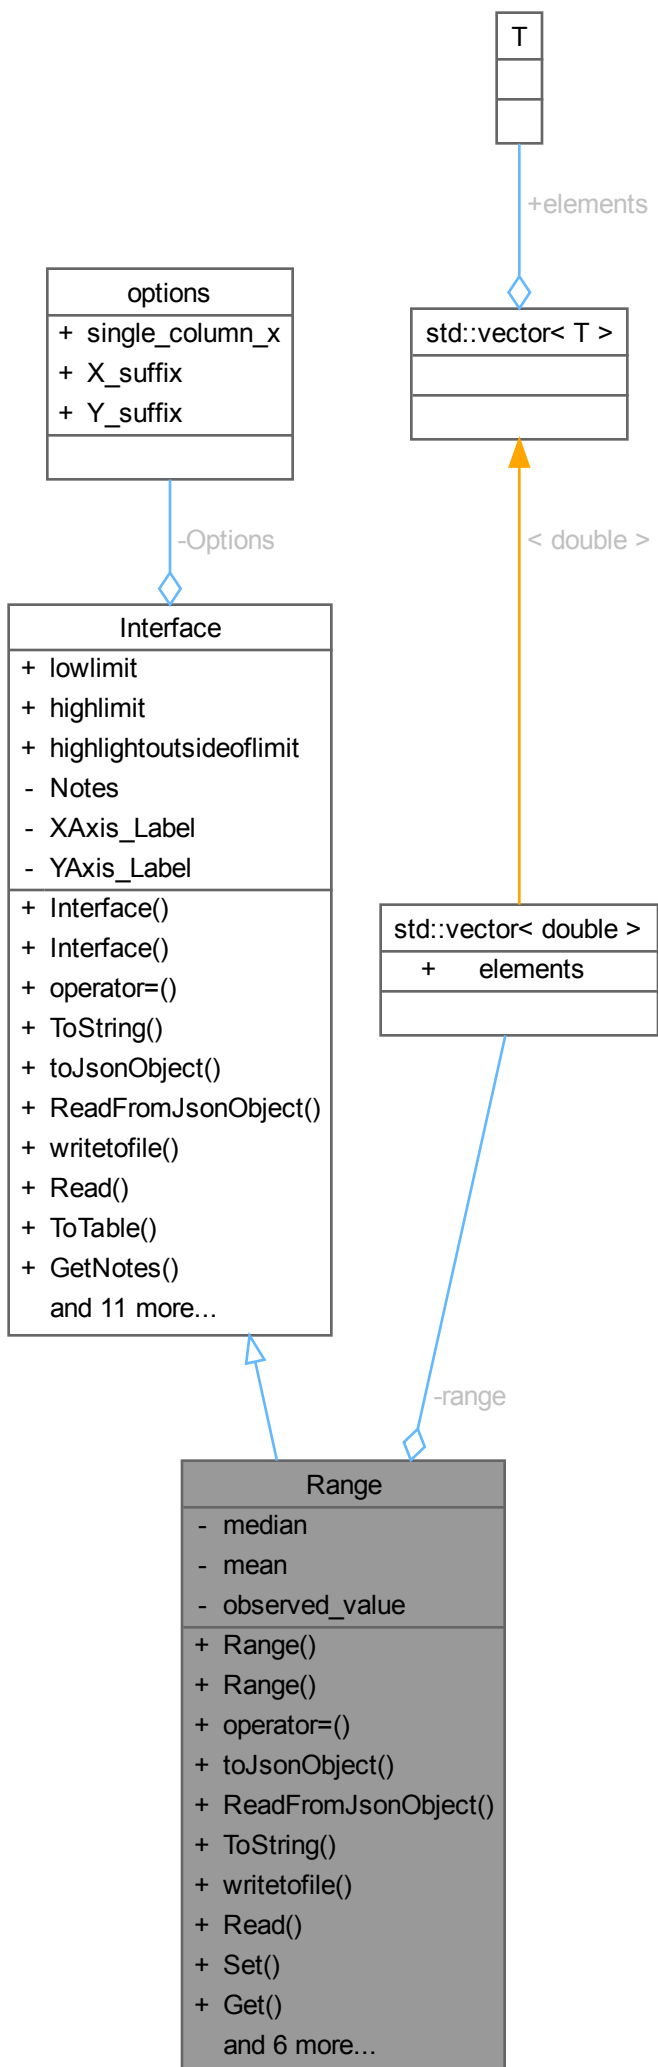 T
+elements
options
+ single_column_x
+ X_suffix
+ Y_suffix
std::vector< T >
-Options
< double >
Interface
+ lowlimit
+ highlimit
+ highlightoutsideoflimit
- Notes
- XAxis_Label
- YAxis_Label
+ Interface()
+ Interface()
+ operator=()
+ ToString()
+ toJsonObject()
+ ReadFromJsonObject()
+ writetofile()
+ Read()
+ ToTable()
+ GetNotes()
and 11 more...
std::vector< double >
+ elements
-range
Range
- median
- mean
- observed_value
+ Range()
+ Range()
+ operator=()
+ toJsonObject()
+ ReadFromJsonObject()
+ ToString()
+ writetofile()
+ Read()
+ Set()
+ Get()
and 6 more...